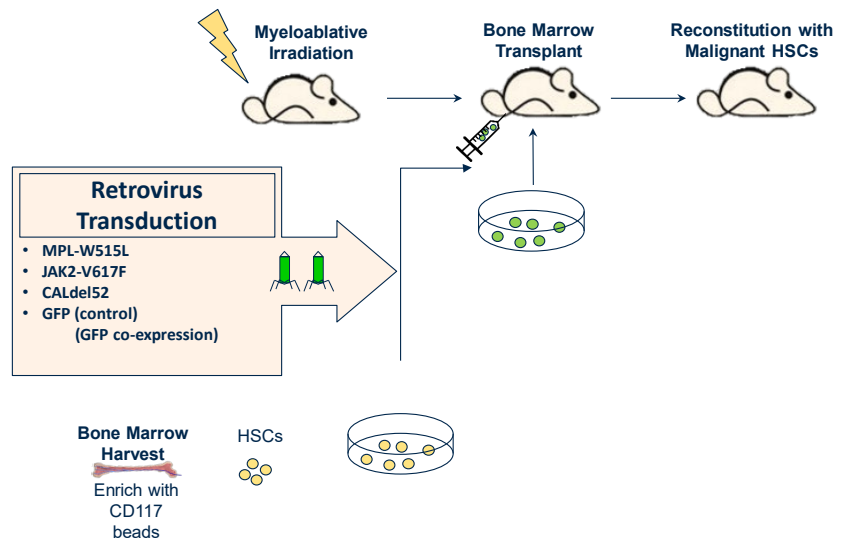 Myeloablative
Irradiation
Bone Marrow
Transplant
Reconstitution with
Malignant HSCs
Retrovirus
Transduction
• MPL-W515L
• JAK2-V617F
• CALdel52
• GFP (control)
(GFP co-expression)
Bone Marrow
Harvest
Enrich with
CD117
beads
HSCs